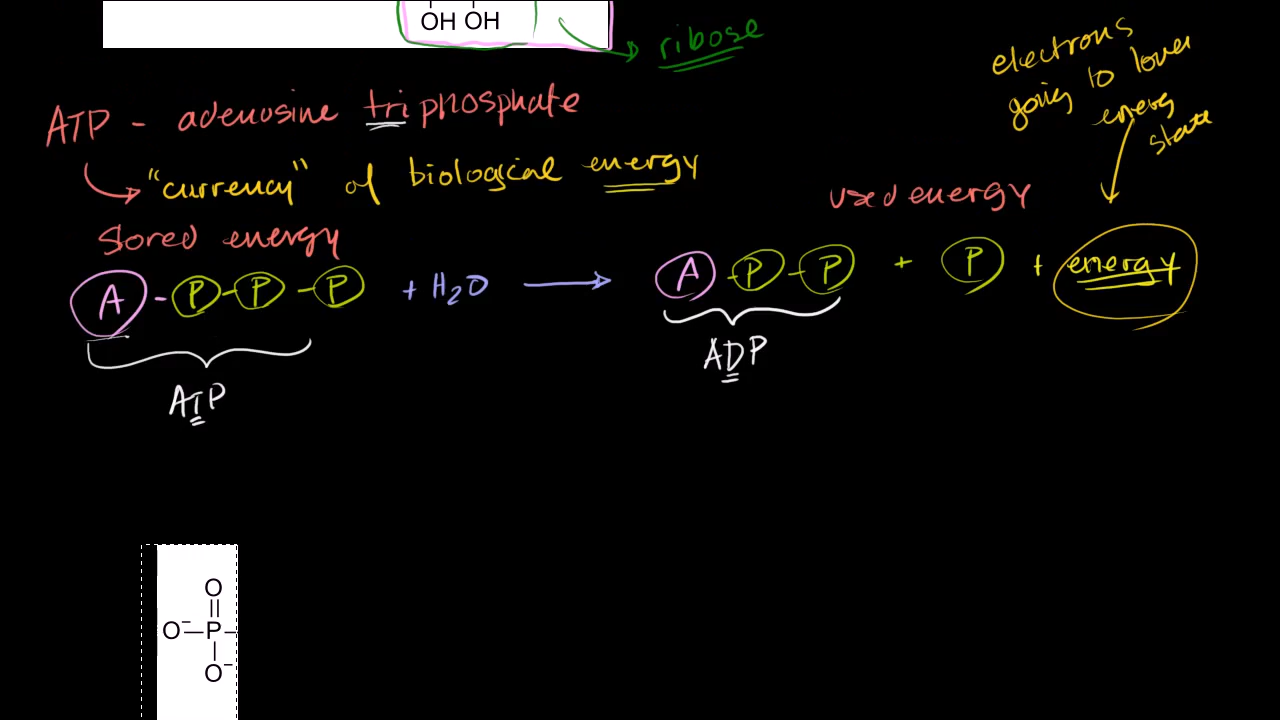 OH OH
ribose
electrons
going to lower
energy
state
ATP - adenosine triphosphate
"currency" of biological energy
used energy
stored energy
A - P - P - P + H2O → A - P - P + P + energy
ATP
ADP
O
O⁻—P—
O⁻